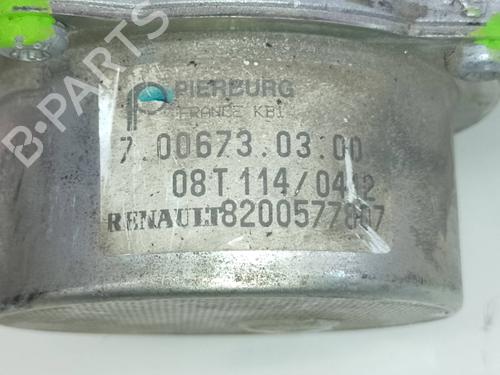 PIERBURG
FRANCE KB1
7.00673.03.00
08T 114/0412
RENAULT 8200577807
B-PARTS